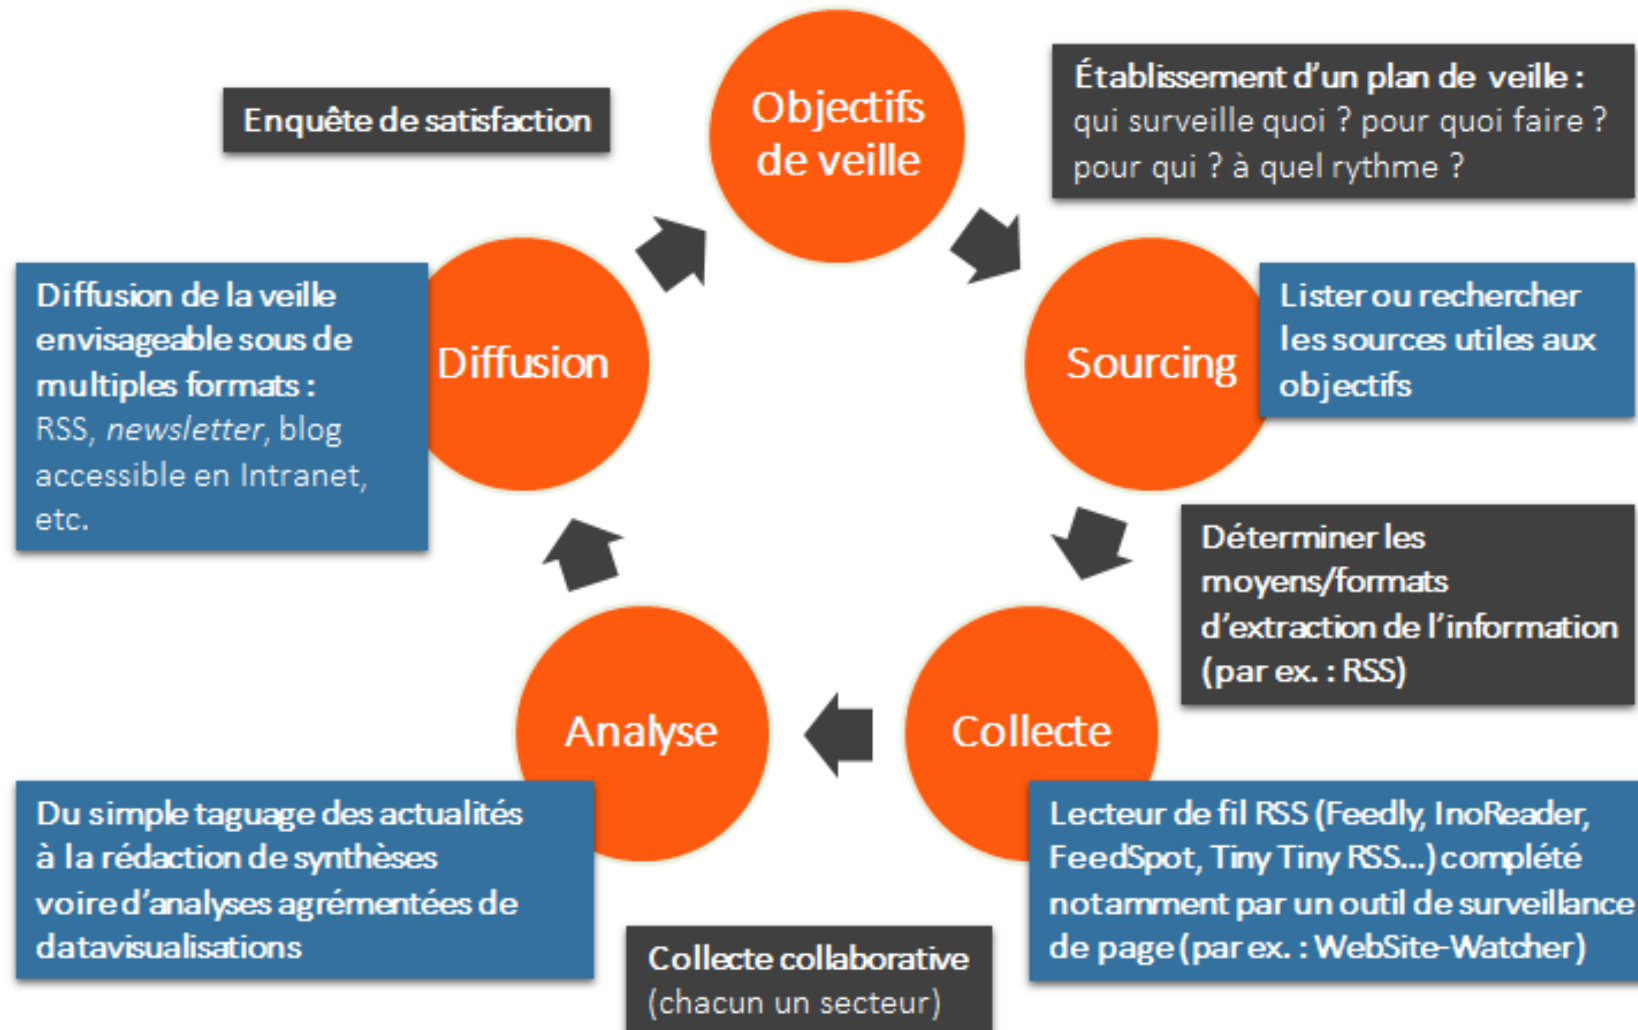 Objectifs
de veille
Établissement d'un plan de veille :
qui surveille quoi ? pour quoi faire ?
pour qui ? à quel rythme ?
Sourcing
Lister ou rechercher
les sources utiles aux
objectifs
Déterminer les
moyens/formats
d'extraction de l'information
(par ex. : RSS)
Collecte
Lecteur de fil RSS (Feedly, InoReader,
FeedSpot, Tiny Tiny RSS...) complété
notamment par un outil de surveillance
de page (par ex. : WebSite-Watcher)
Collecte collaborative
(chacun un secteur)
Analyse
Du simple taguage des actualités
à la rédaction de synthèses
voire d'analyses agrémentées de
datavisualisations
Diffusion
Diffusion de la veille
envisageable sous de
multiples formats :
RSS, newsletter, blog
accessible en Intranet,
etc.
Enquête de satisfaction